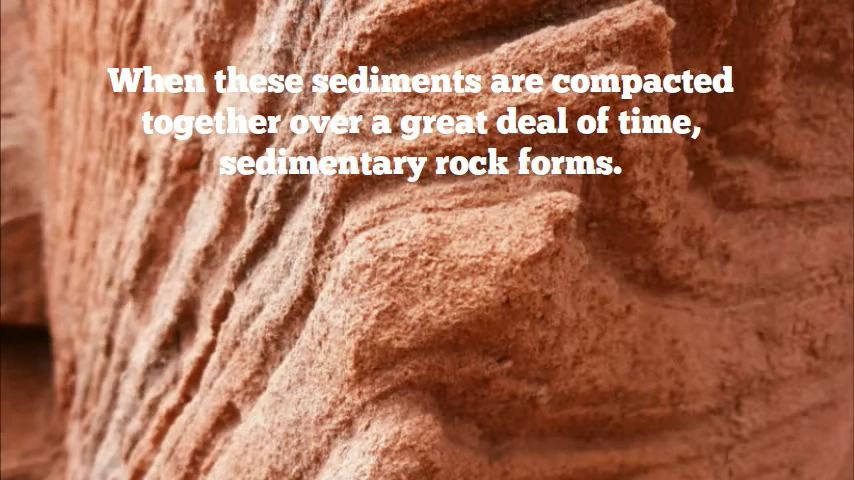 When these sediments are compacted
together over a great deal of time,
sedimentary rock forms.